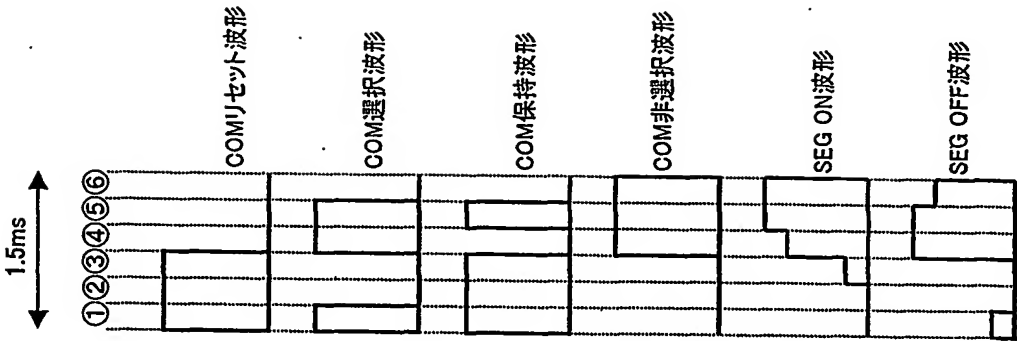 1.5ms
①②③④⑤⑥
COMリセット波形
COM選択波形
COM保持波形
COM非選択波形
SEG ON波形
SEG OFF波形